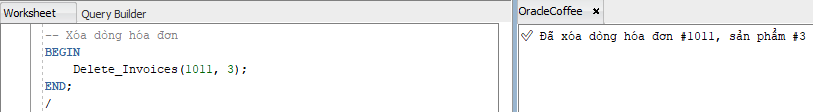 Worksheet Query Builder
-- Xóa dòng hóa đơn
BEGIN
Delete_Invoices(1011, 3);
END;
/
OracleCoffee ×
Đã xóa dòng hóa đơn #1011, sản phẩm #3